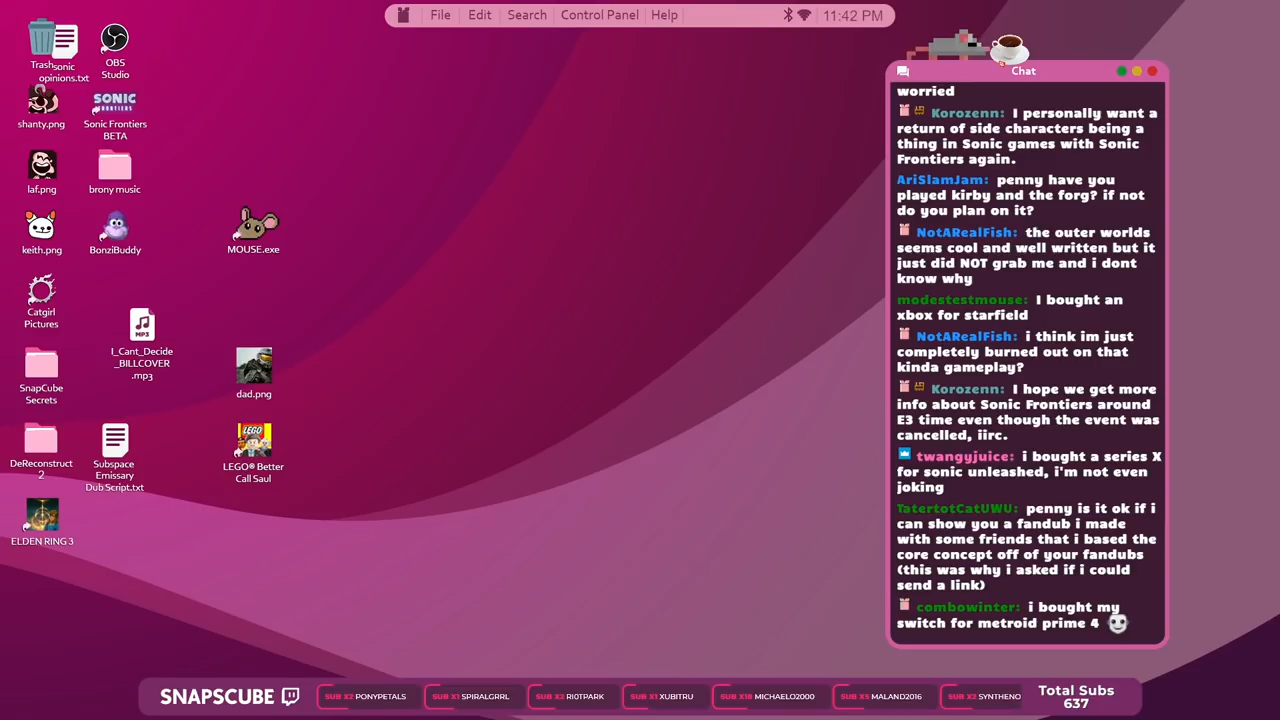 File Edit Search Control Panel Help 11:42 PM
Trash
sonic
opinions.txt
OBS
Studio
shanty.png
SONIC
Sonic Frontiers
BETA
laf.png
brony music
keith.png
BonziBuddy
MOUSE.exe
Catgirl
Pictures
MP3
I_Cant_Decide
_BILLCOVER
.mp3
SnapCube
Secrets
dad.png
DeReconstruct
2
Subspace
Emissary
Dub Script.txt
LEGO
LEGO® Better
Call Saul
ELDEN RING 3
Chat
worried
Korozenn: I personally want a
return of side characters being a
thing in Sonic games with Sonic
Frontiers again.
AriSlamJam: penny have you
played kirby and the forg? if not
do you plan on it?
NotARealFish: the outer worlds
seems cool and well written but it
just did NOT grab me and i dont
know why
modestestmouse: I bought an
xbox for starfield
NotARealFish: i think im just
completely burned out on that
kinda gameplay?
Korozenn: I hope we get more
info about Sonic Frontiers around
E3 time even though the event was
cancelled, iirc.
twangyjuice: i bought a series X
for sonic unleashed, i'm not even
joking
TatertotCatUWU: penny is it ok if i
can show you a fandub i made
with some friends that i based the
core concept off of your fandubs
(this was why i asked if i could
send a link)
combowinter: i bought my
switch for metroid prime 4
SNAPSCUBE
SUB X2 PONYPETALS
SUB X1 SPIRALGRRL
SUB X2 RI0TPARK
SUB X1 XUBITRU
SUB X18 MICHAELO2000
SUB X5 MALAND2016
SUB X2 SYNTHENO
Total Subs
637